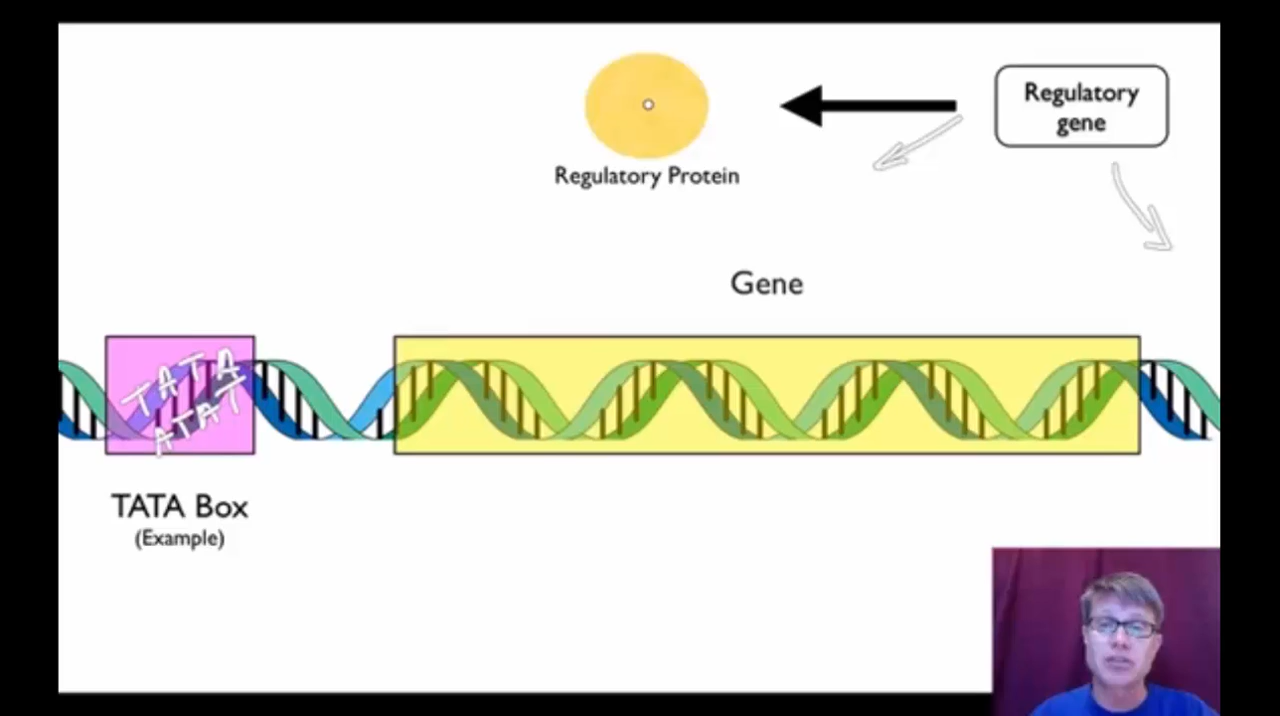 Regulatory
gene
Regulatory Protein
Gene
TATA
ATAT
TATA Box
(Example)